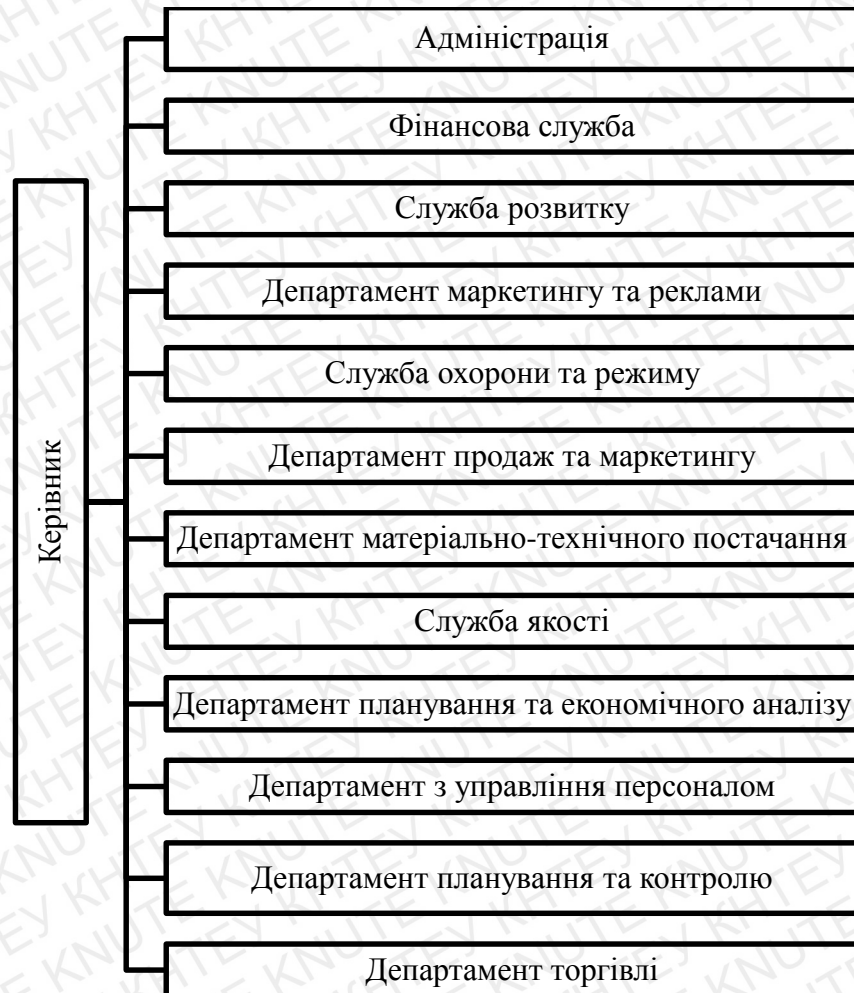 Адміністрація
Фінансова служба
Служба розвитку
Департамент маркетингу та реклами
Служба охорони та режиму
Керівник
Департамент продаж та маркетингу
Департамент матеріально-технічного постачання
Служба якості
Департамент планування та економічного аналізу
Департамент з управління персоналом
Департамент планування та контролю
Департамент торгівлі
КНТЕУ KNUTE